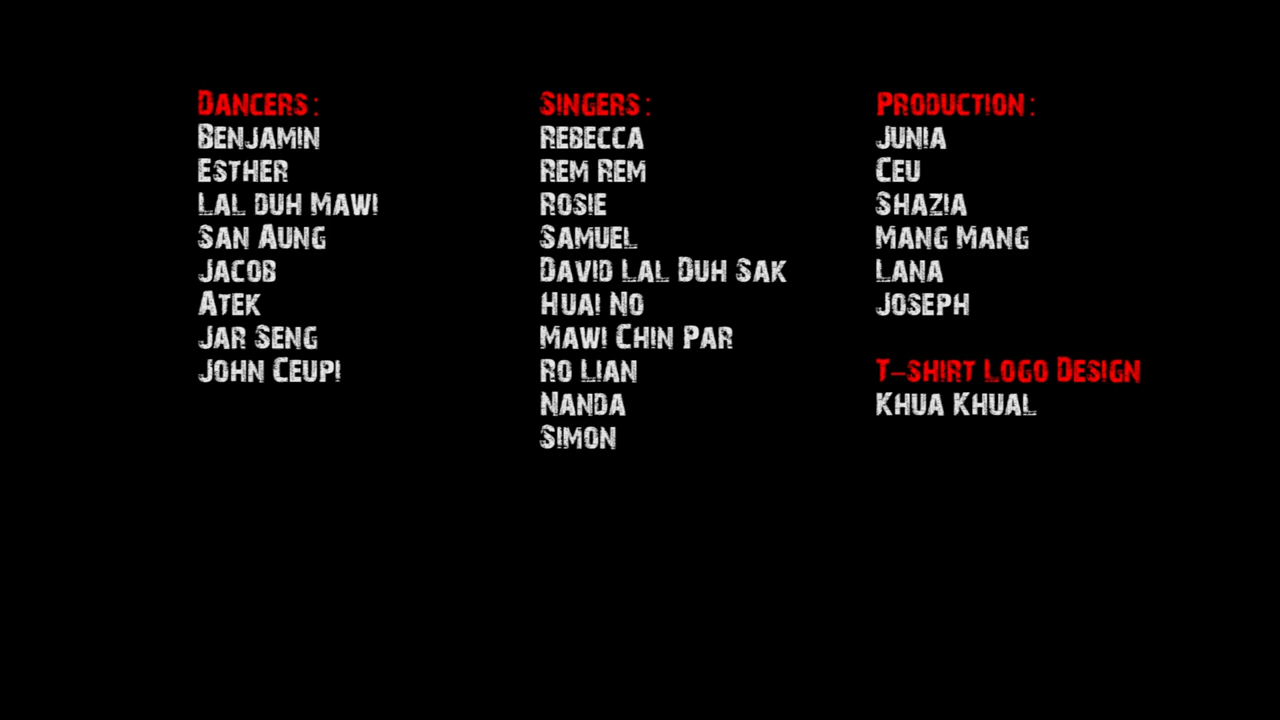 Dancers:
Benjamin
Esther
Lal Duh Mawi
San Aung
Jacob
Atek
Jar Seng
John Ceupi
Singers:
Rebecca
Rem Rem
Rosie
Samuel
David Lal Duh Sak
Huai No
Mawi Chin Par
Ro Lian
Nanda
Simon
Production:
Junia
Ceu
Shazia
Mang Mang
Lana
Joseph
T-shirt Logo Design
Khua Khual